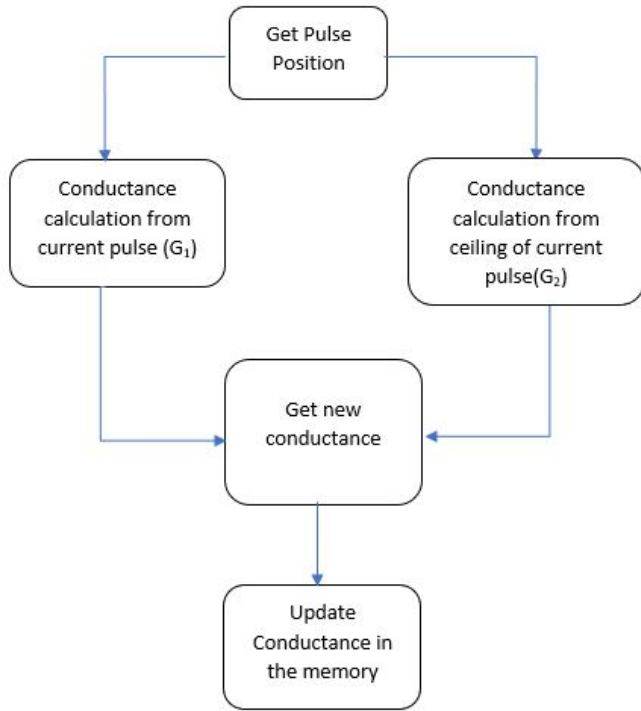 Get Pulse
Position
Conductance
calculation from
current pulse (G₁)
Conductance
calculation from
ceiling of current
pulse(G₂)
Get new
conductance
Update
Conductance in
the memory